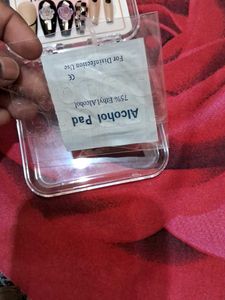 Alcohol Pad
75% Ethyl Alcohol
For Disinfection Use